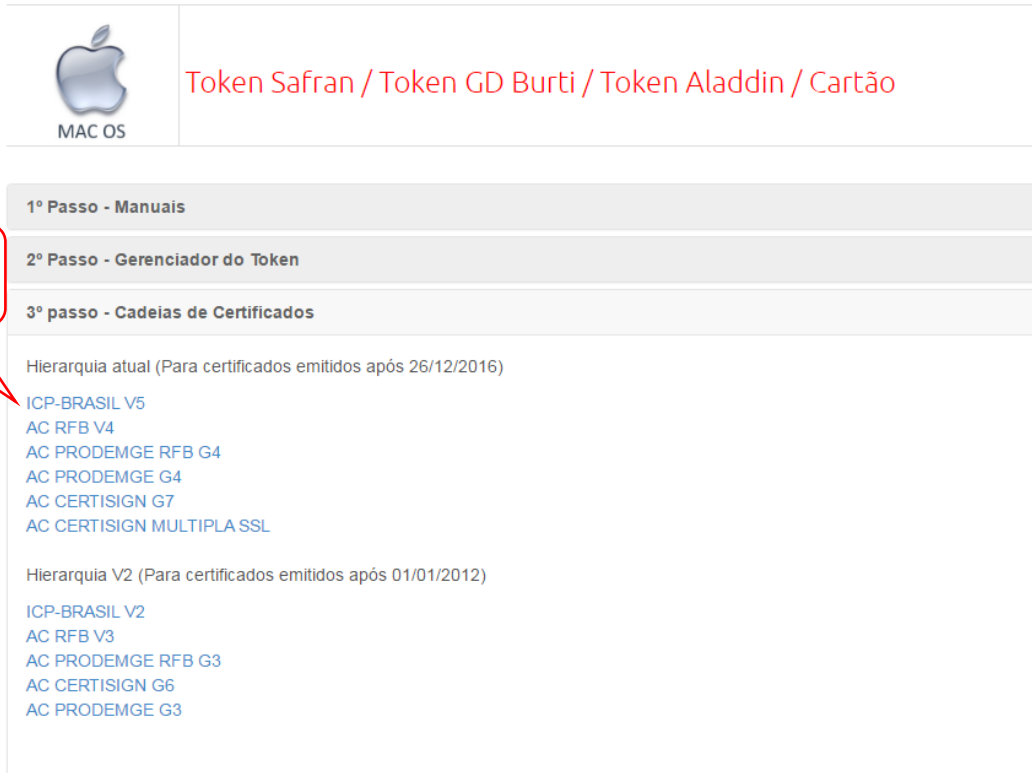 MAC OS
Token Safran / Token GD Burti / Token Aladdin / Cartão
1º Passo - Manuais
2º Passo - Gerenciador do Token
3º passo - Cadeias de Certificados
Hierarquia atual (Para certificados emitidos após 26/12/2016)
ICP-BRASIL V5
AC RFB V4
AC PRODEMGE RFB G4
AC PRODEMGE G4
AC CERTISIGN G7
AC CERTISIGN MULTIPLA SSL
Hierarquia V2 (Para certificados emitidos após 01/01/2012)
ICP-BRASIL V2
AC RFB V3
AC PRODEMGE RFB G3
AC CERTISIGN G6
AC PRODEMGE G3